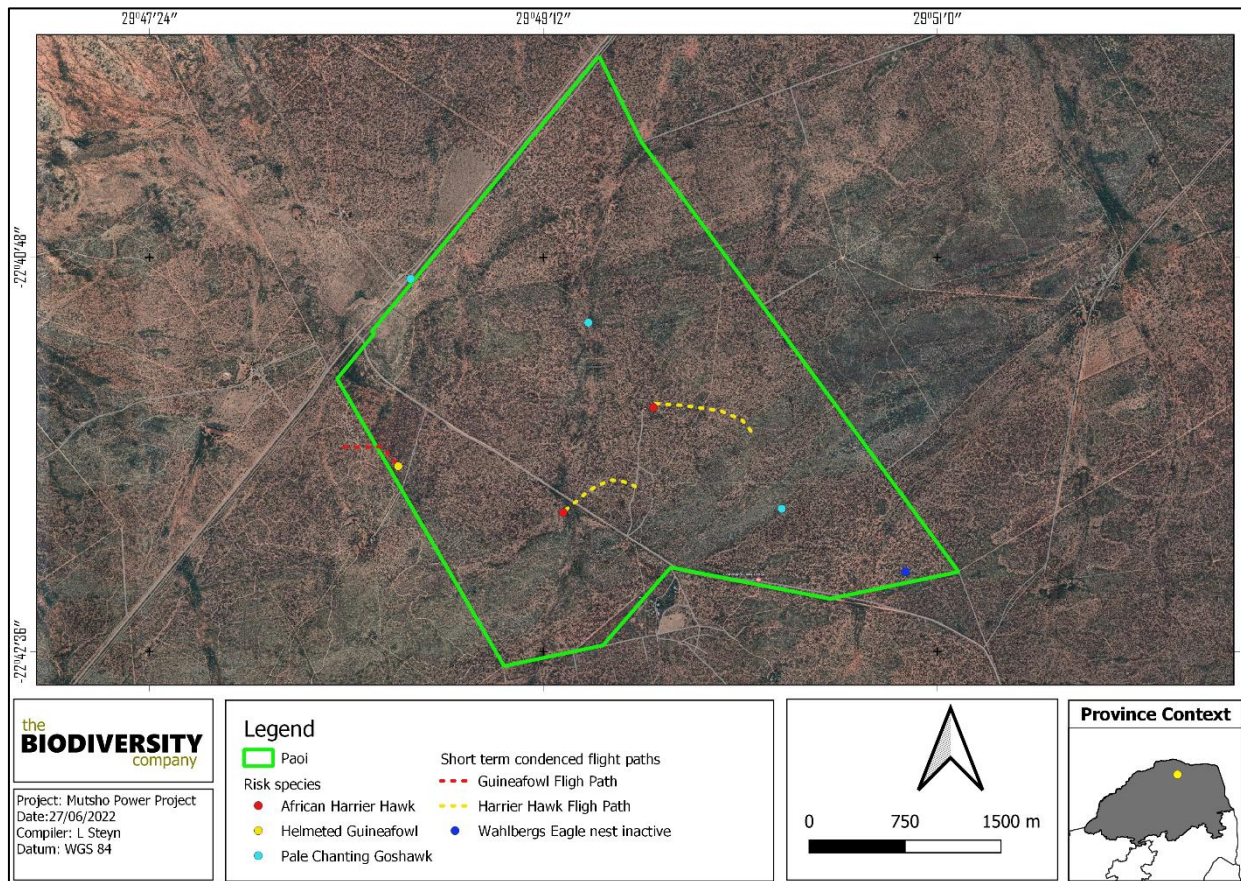 29°47'24''
29°49'12''
29°51'0''
-22°40'48''
-22°42'36''
the
BIODIVERSITY
company
Project: Mutsho Power Project
Date:27/06/2022
Compiler: L Steyn
Datum: WGS 84
Legend
Paoi
Risk species
African Harrier Hawk
Helmeted Guineafowl
Pale Chanting Goshawk
Short term condenced flight paths
Guineafowl Fligh Path
Harrier Hawk Fligh Path
Wahlbergs Eagle nest inactive
0 750 1500 m
Province Context